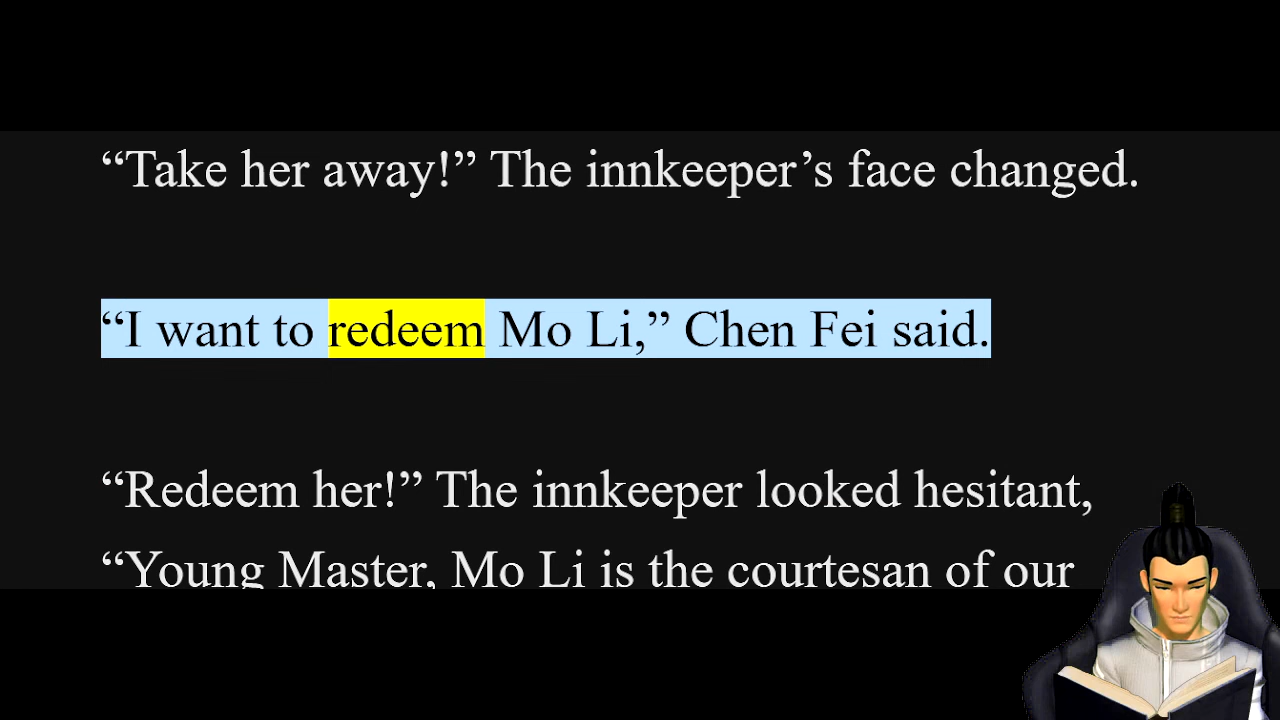 “Take her away!” The innkeeper’s face changed.
“I want to redeem Mo Li,” Chen Fei said.
“Redeem her!” The innkeeper looked hesitant,
“Young Master, Mo Li is the courtesan of our